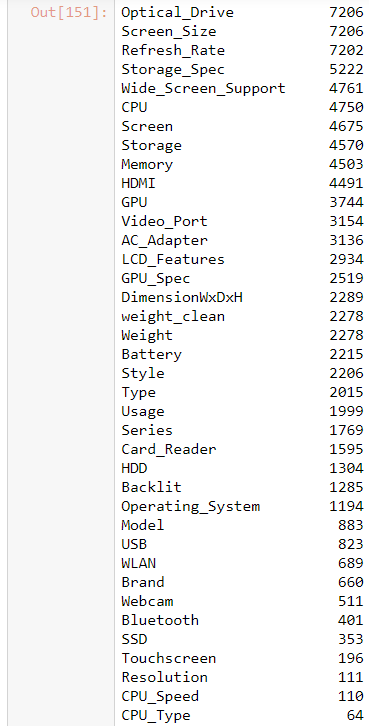 Out[151]: Optical_Drive 7206
Screen_Size 7206
Refresh_Rate 7202
Storage_Spec 5222
Wide_Screen_Support 4761
CPU 4750
Screen 4675
Storage 4570
Memory 4503
HDMI 4491
GPU 3744
Video_Port 3154
AC_Adapter 3136
LCD_Features 2934
GPU_Spec 2519
DimensionWxDxH 2289
weight_clean 2278
Weight 2278
Battery 2215
Style 2206
Type 2015
Usage 1999
Series 1769
Card_Reader 1595
HDD 1304
Backlit 1285
Operating_System 1194
Model 883
USB 823
WLAN 689
Brand 660
Webcam 511
Bluetooth 401
SSD 353
Touchscreen 196
Resolution 111
CPU_Speed 110
CPU_Type 64